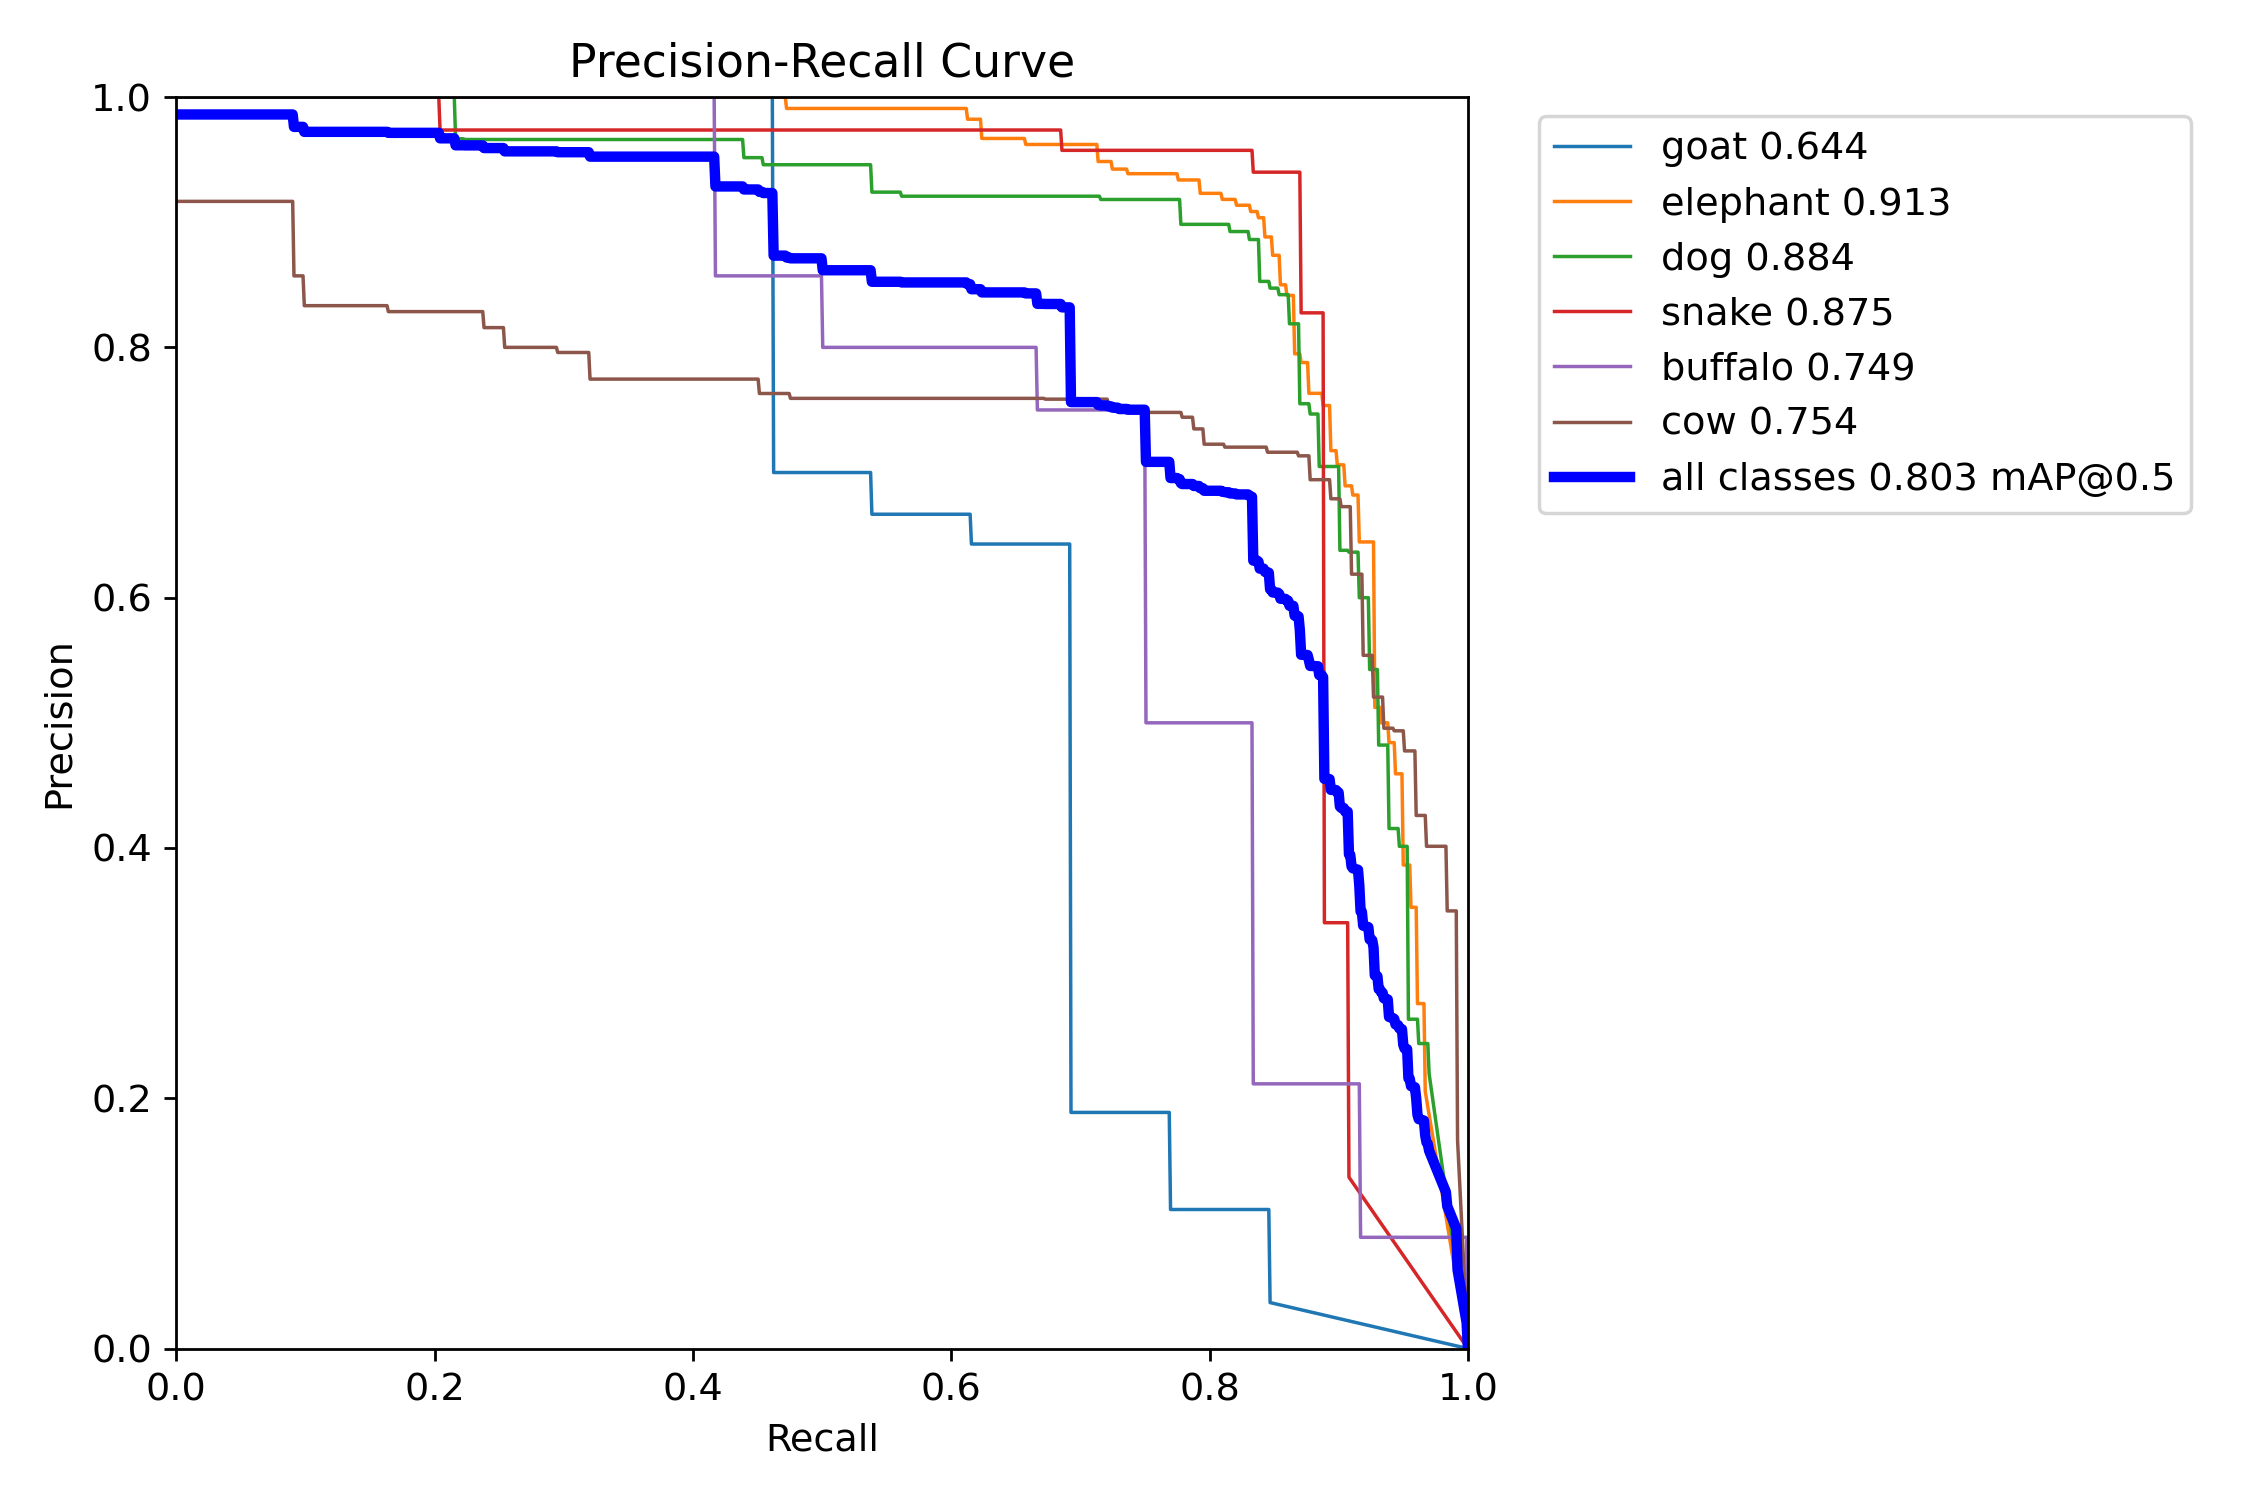 Precision-Recall Curve
1.0
0.8
0.6
0.4
0.2
0.0
Precision
0.0 0.2 0.4 0.6 0.8 1.0
Recall
goat 0.644
elephant 0.913
dog 0.884
snake 0.875
buffalo 0.749
cow 0.754
all classes 0.803 mAP@0.5